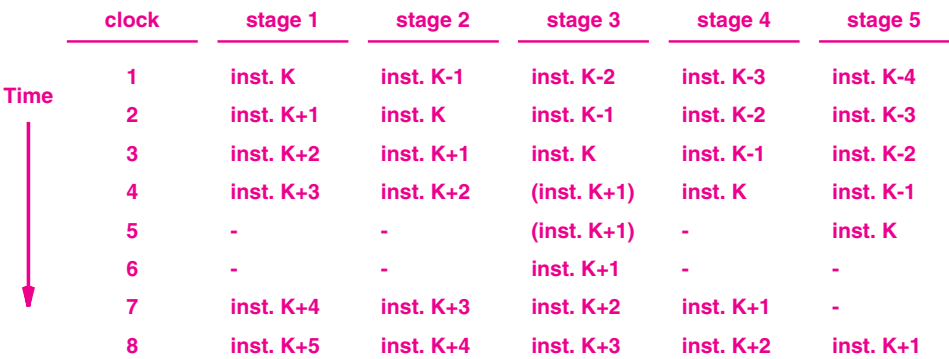 clock stage 1 stage 2 stage 3 stage 4 stage 5
1 inst. K inst. K-1 inst. K-2 inst. K-3 inst. K-4
Time
2 inst. K+1 inst. K inst. K-1 inst. K-2 inst. K-3
3 inst. K+2 inst. K+1 inst. K inst. K-1 inst. K-2
4 inst. K+3 inst. K+2 (inst. K+1) inst. K inst. K-1
5 - - (inst. K+1) - inst. K
6 - - inst. K+1 - -
7 inst. K+4 inst. K+3 inst. K+2 inst. K+1 -
8 inst. K+5 inst. K+4 inst. K+3 inst. K+2 inst. K+1